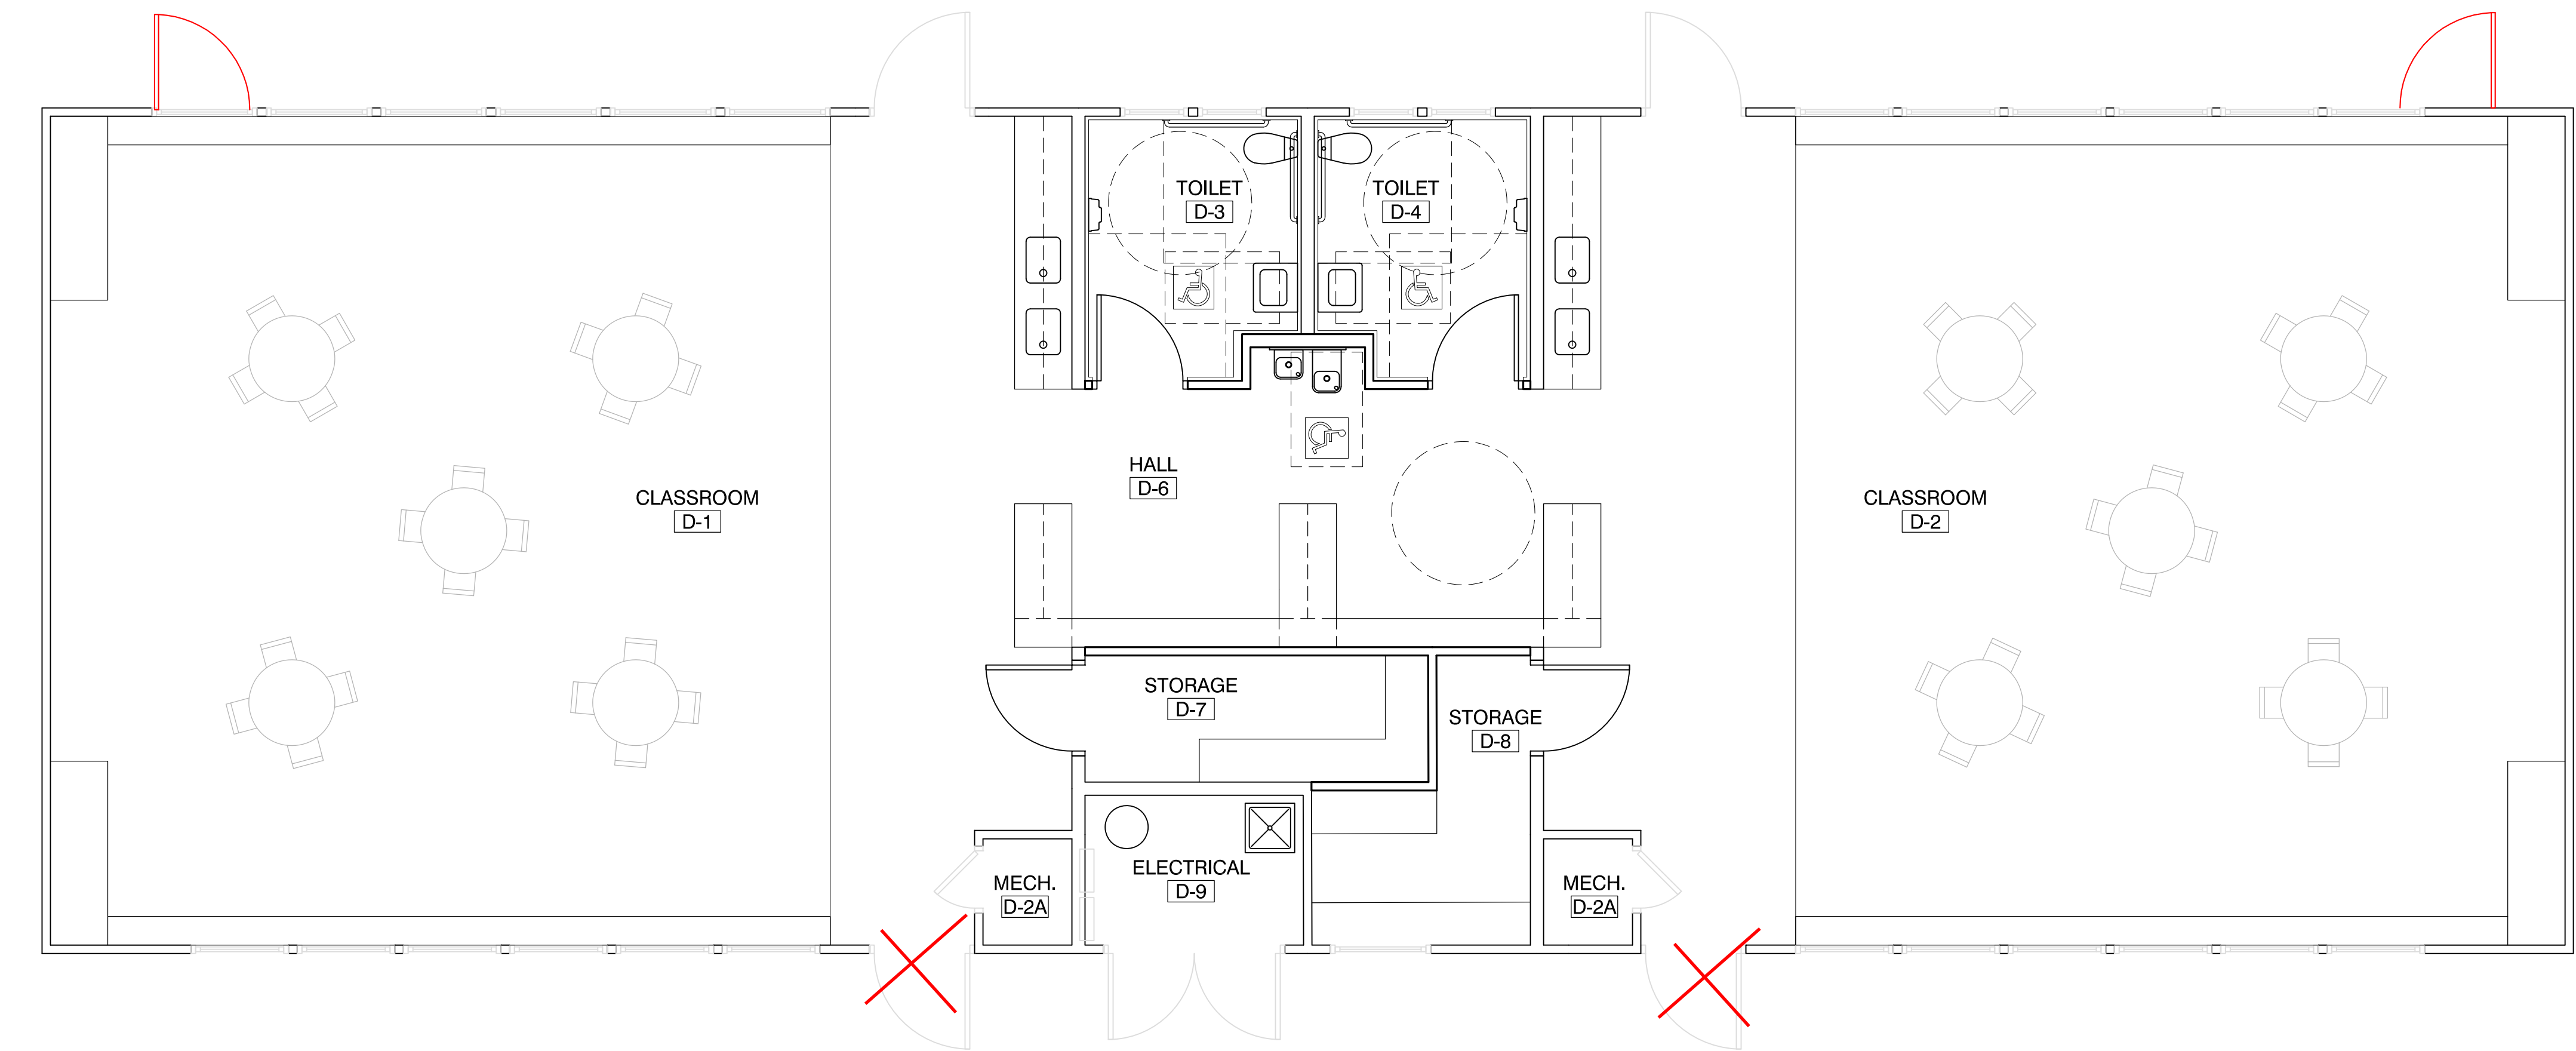 TOILET
D-3
TOILET
D-4
HALL
D-6
CLASSROOM
D-1
CLASSROOM
D-2
STORAGE
D-7
STORAGE
D-8
ELECTRICAL
D-9
MECH.
D-2A
MECH.
D-2A